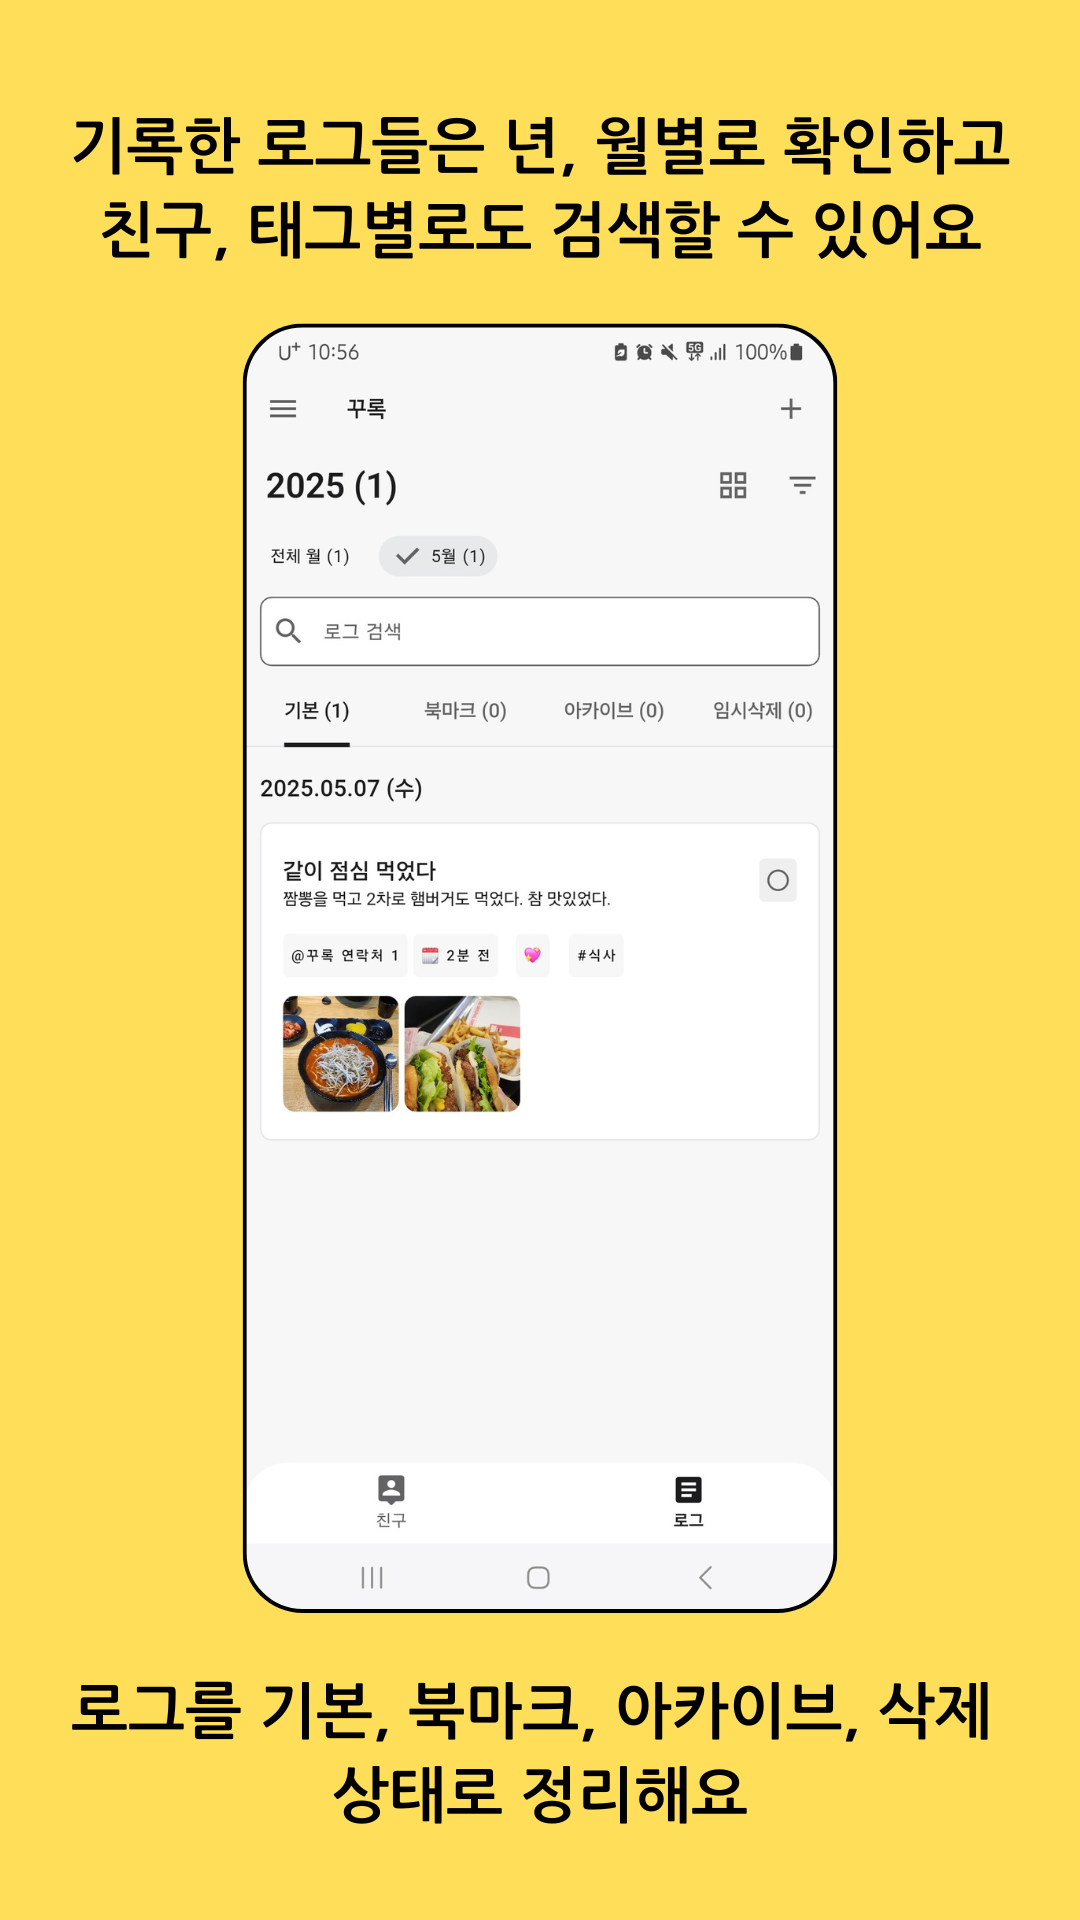 기록한 로그들은 년, 월별로 확인하고
친구, 태그별로도 검색할 수 있어요
U+ 10:56 5G 100%
꾸록
2025 (1)
전체 월 (1) 5월 (1)
로그 검색
기본 (1) 북마크 (0) 아카이브 (0) 임시삭제 (0)
2025.05.07 (수)
같이 점심 먹었다
짬뽕을 먹고 2차로 햄버거도 먹었다. 참 맛있었다.
@꾸록 연락처 1 2분 전 #식사
친구 로그
로그를 기본, 북마크, 아카이브, 삭제
상태로 정리해요